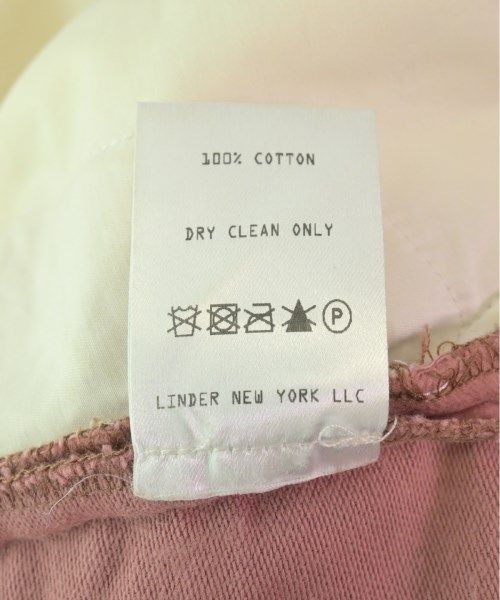 100% COTTON
DRY CLEAN ONLY
P
LINDER NEW YORK LLC